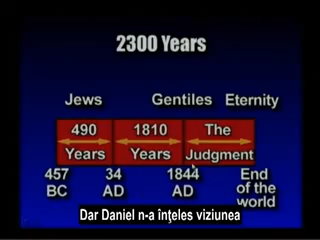 2300 Years
Jews Gentiles Eternity
490 1810 The
Years Years Judgment
457 34 1844 End
BC AD AD of the
world
Dar Daniel n-a înţeles viziunea